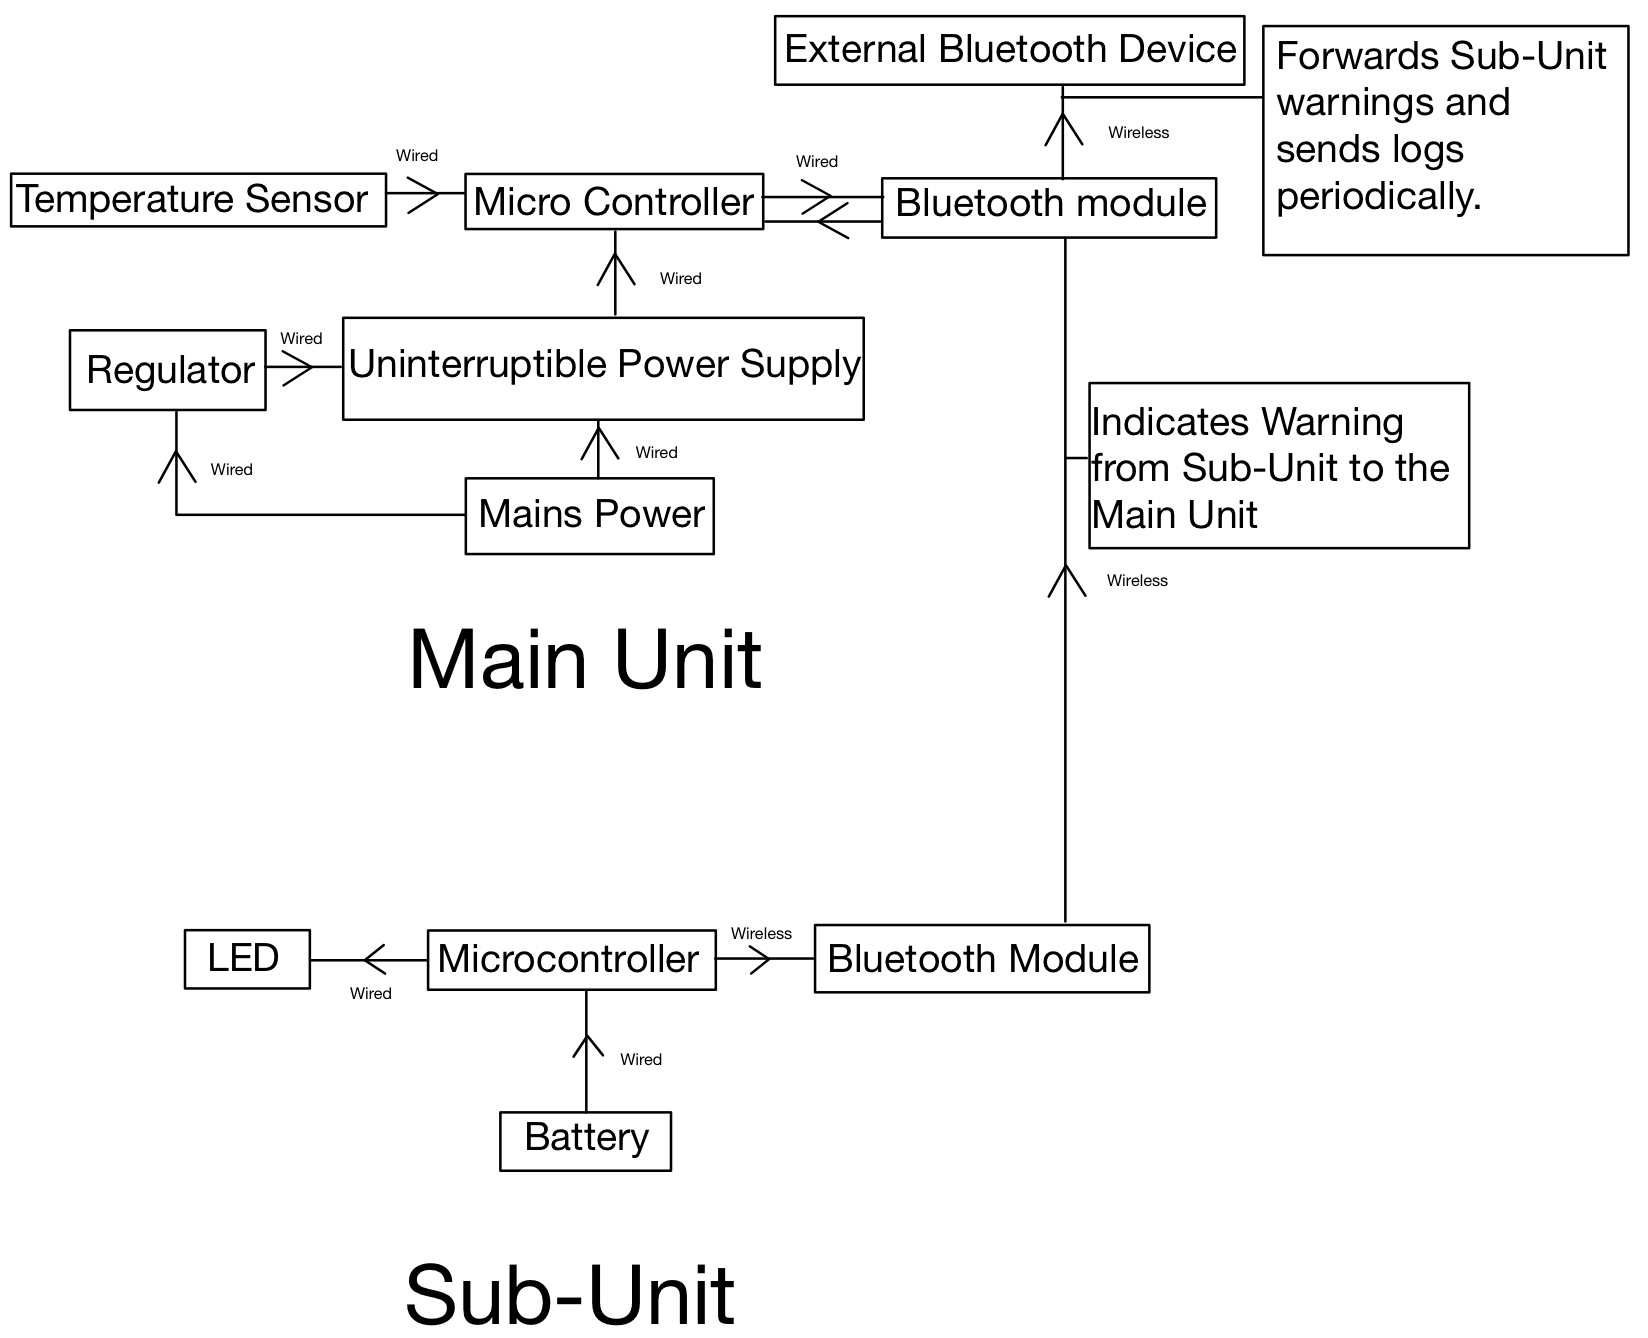 External Bluetooth Device
Forwards Sub-Unit
warnings and
sends logs
periodically.
Wireless
Wired
Wired
Temperature Sensor
Micro Controller
Bluetooth module
Wired
Regulator
Wired
Uninterruptible Power Supply
Wired
Wired
Mains Power
Indicates Warning
from Sub-Unit to the
Main Unit
Wireless
Main Unit
LED
Wired
Microcontroller
Wireless
Bluetooth Module
Wired
Battery
Sub-Unit